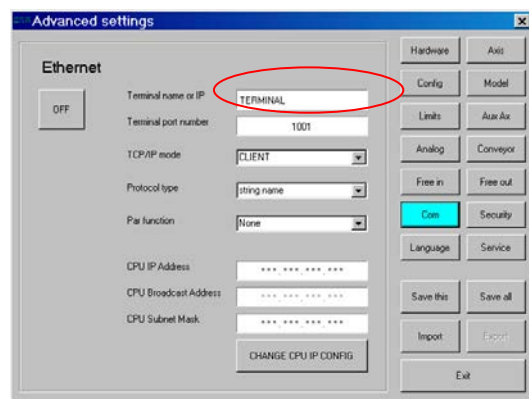 Advanced settings
Ethernet
OFF
Terminal name or IP
TERMINAL
Terminal port number
1001
TCP/IP mode
CLIENT
Protocol type
string name
Par function
None
CPU IP Address
***.***.***.***
CPU Broadcast Address
***.***.***.***
CPU Subnet Mask
***.***.***.***
CHANGE CPU IP CONFIG
Hardware
Axis
Config
Model
Limits
Aux Ax
Analog
Conveyor
Free in
Free out
Com
Security
Language
Service
Save this
Save all
Import
Export
Exit